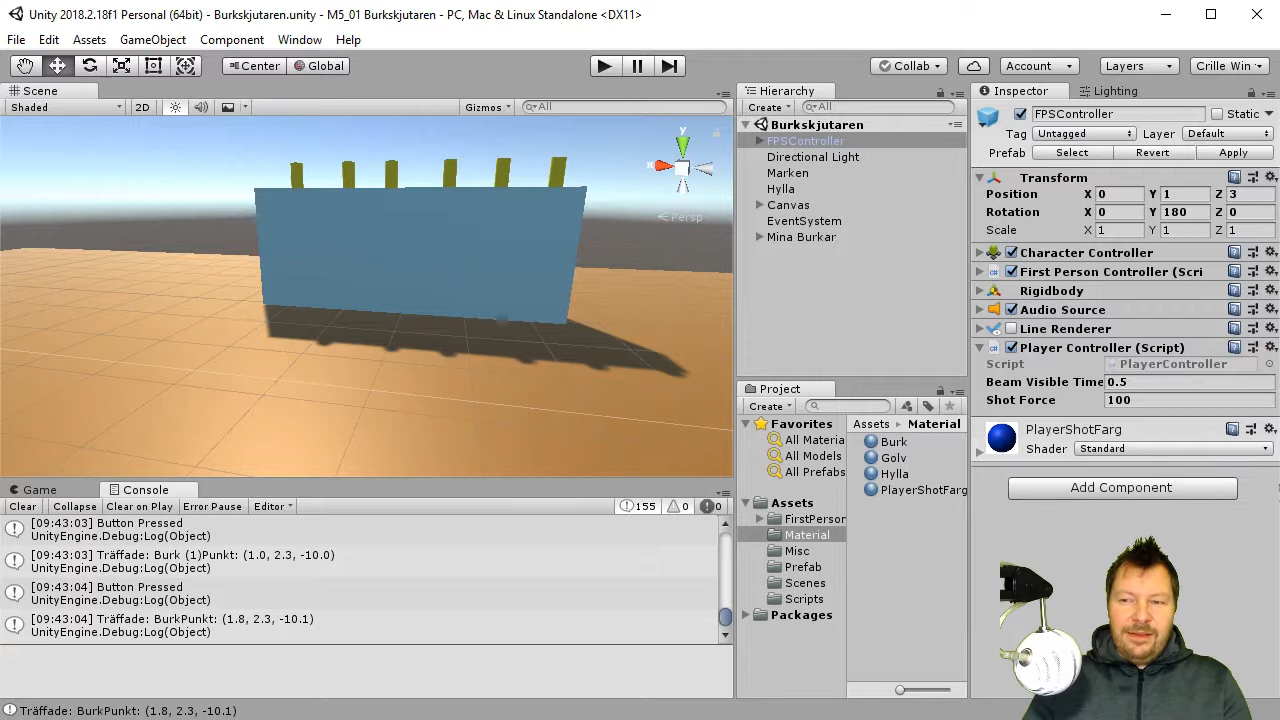 Unity 2018.2.18f1 Personal (64bit) - Burkskjutaren.unity - M5_01 Burkskjutaren - PC, Mac & Linux Standalone <DX11>
File Edit Assets GameObject Component Window Help
Center Global Collab Account Layers Crille Win
Scene
Shaded 2D Gizmos All
y
x
Persp
Hierarchy
Create All
Burkskjutaren
FPSController
Directional Light
Marken
Hylla
Canvas
EventSystem
Mina Burkar
Project
Create
Favorites
All Materia
All Models
All Prefabs
Assets
FirstPerson
Material
Misc
Prefab
Scenes
Scripts
Packages
Assets Material
Burk
Golv
Hylla
PlayerShotFarg
Inspector Lighting
FPSController Static
Tag Untagged Layer Default
Prefab Select Revert Apply
Transform
Position X 0 Y 1 Z 3
Rotation X 0 Y 180 Z 0
Scale X 1 Y 1 Z 1
Character Controller
First Person Controller (Scri
Rigidbody
Audio Source
Line Renderer
Player Controller (Script)
Script PlayerController
Beam Visible Time 0.5
Shot Force 100
PlayerShotFarg
Shader Standard
Add Component
Game Console
Clear Collapse Clear on Play Error Pause Editor 155 0 0
[09:43:03] Button Pressed
UnityEngine.Debug:Log(Object)
[09:43:03] Träffade: Burk (1)Punkt: (1.0, 2.3, -10.0)
UnityEngine.Debug:Log(Object)
[09:43:04] Button Pressed
UnityEngine.Debug:Log(Object)
[09:43:04] Träffade: BurkPunkt: (1.8, 2.3, -10.1)
UnityEngine.Debug:Log(Object)
Träffade: BurkPunkt: (1.8, 2.3, -10.1)